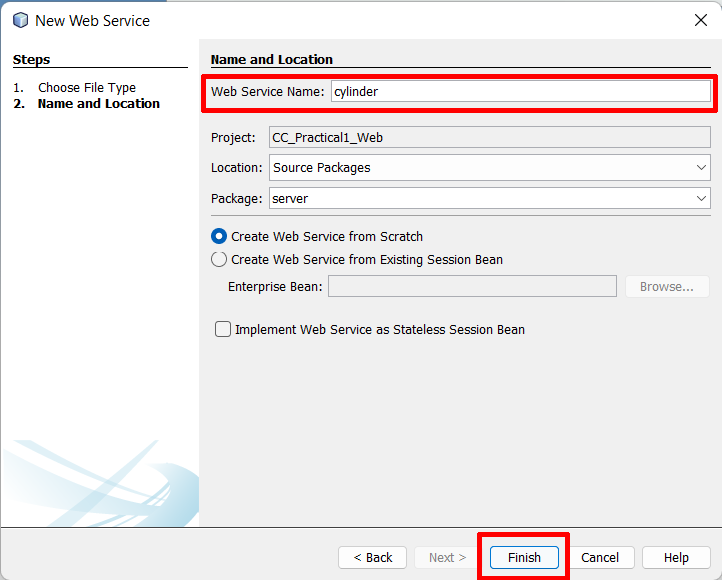 New Web Service
Steps
1. Choose File Type
2. Name and Location
Name and Location
Web Service Name: cylinder
Project: CC_Practical1_Web
Location: Source Packages
Package: server
Create Web Service from Scratch
Create Web Service from Existing Session Bean
Enterprise Bean: Browse...
Implement Web Service as Stateless Session Bean
< Back Next > Finish Cancel Help